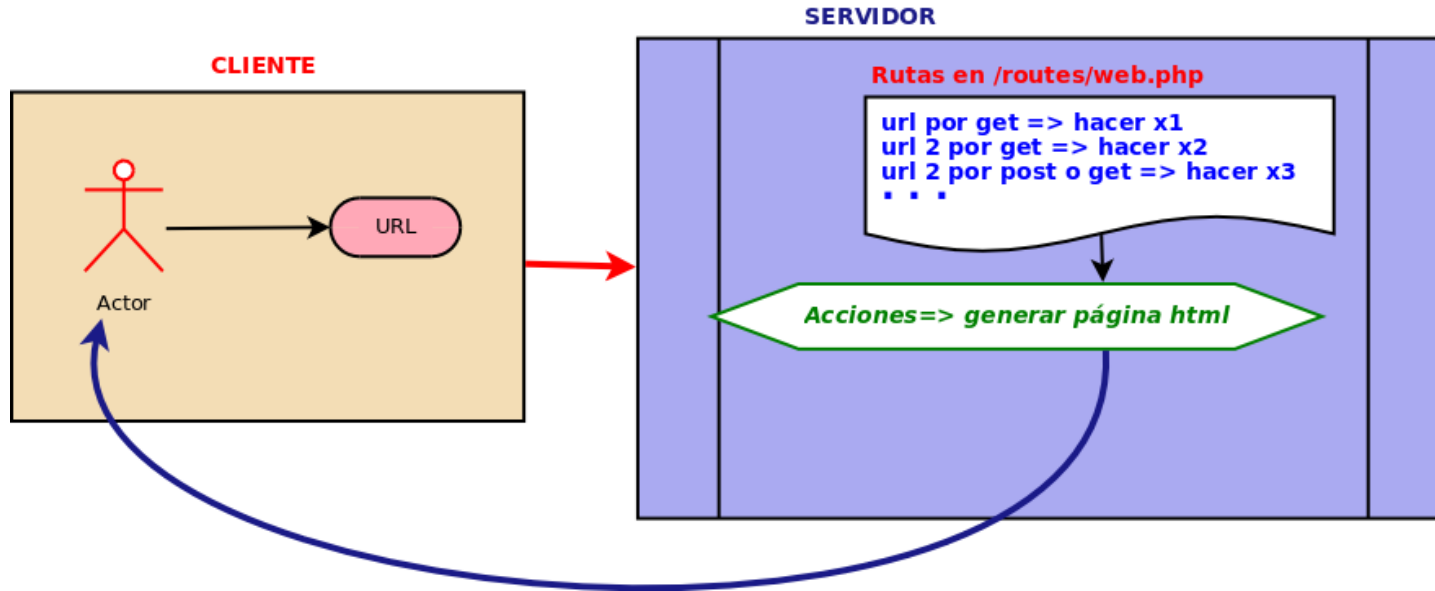 SERVIDOR
CLIENTE
Rutas en /routes/web.php
url por get => hacer x1
url 2 por get => hacer x2
url 2 por post o get => hacer x3
. . .
URL
Actor
Acciones=> generar página html